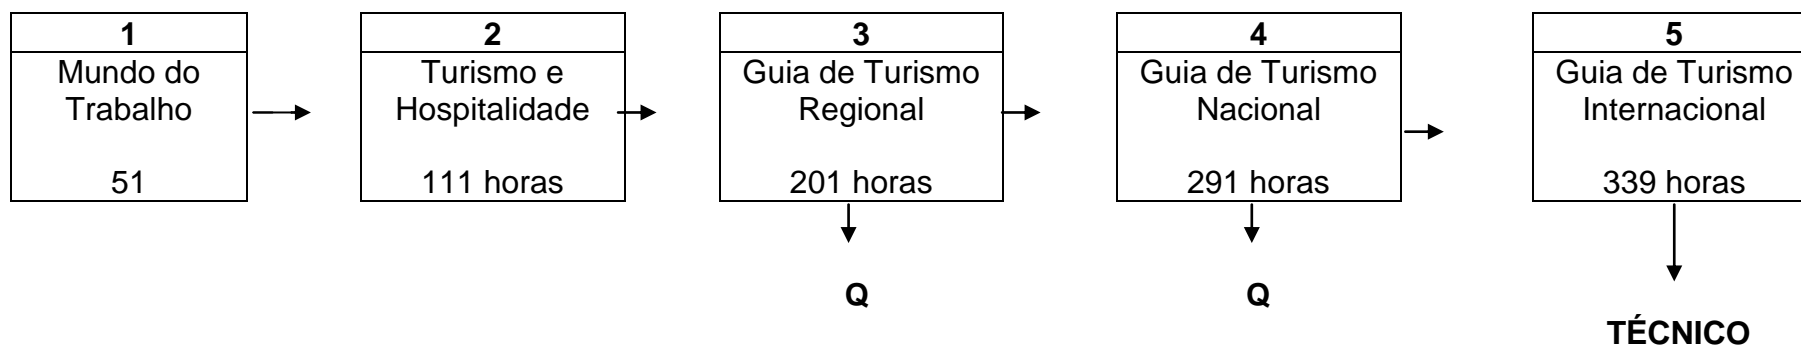 1
Mundo do
Trabalho
51
2
Turismo e
Hospitalidade
111 horas
3
Guia de Turismo
Regional
201 horas
Q
4
Guia de Turismo
Nacional
291 horas
Q
5
Guia de Turismo
Internacional
339 horas
TÉCNICO